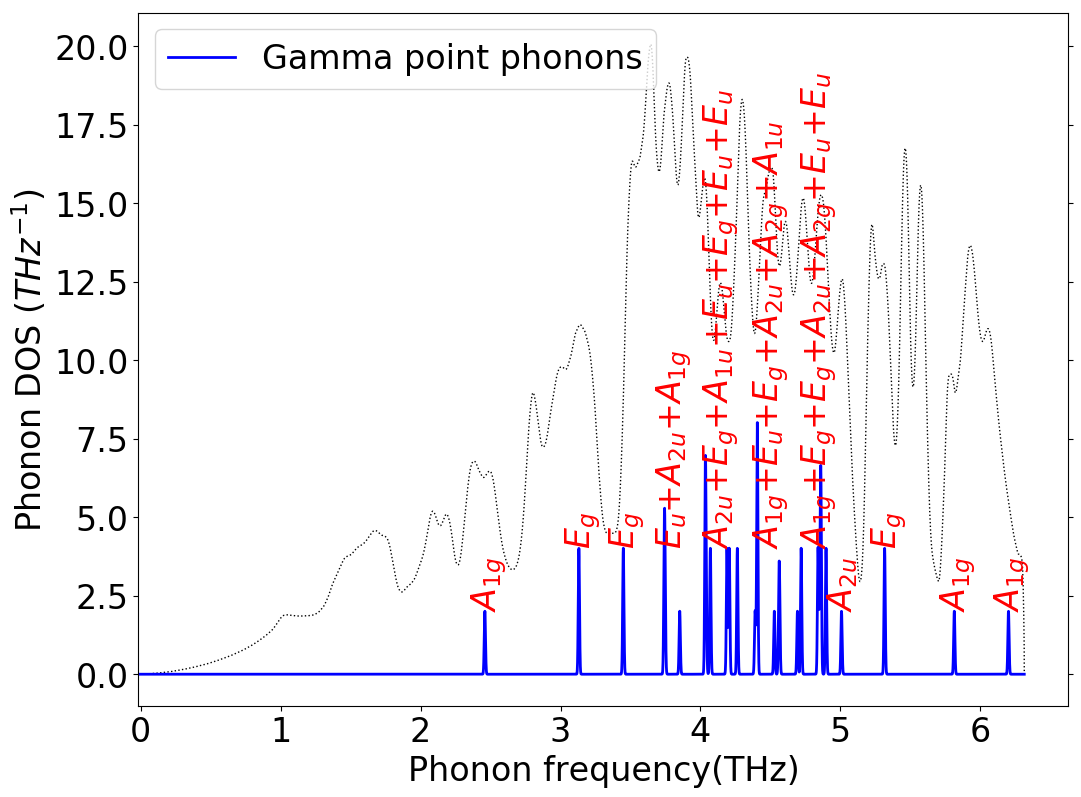 Gamma point phonons
Phonon DOS (THz⁻¹)
20.0
17.5
15.0
12.5
10.0
7.5
5.0
2.5
0.0
A₁g
Eg
Eg
Eᵤ+A₂ᵤ+A₁g
A₂ᵤ+Eg+A₁ᵤ+Eᵤ+Eg+Eᵤ+Eᵤ
A₁g+Eᵤ+Eg+A₂ᵤ+A₂g+A₁ᵤ
A₁g+Eg+Eg+A₂ᵤ+A₂g+Eᵤ+Eᵤ
A₂ᵤ
Eg
A₁g
A₁g
0 1 2 3 4 5 6
Phonon frequency(THz)